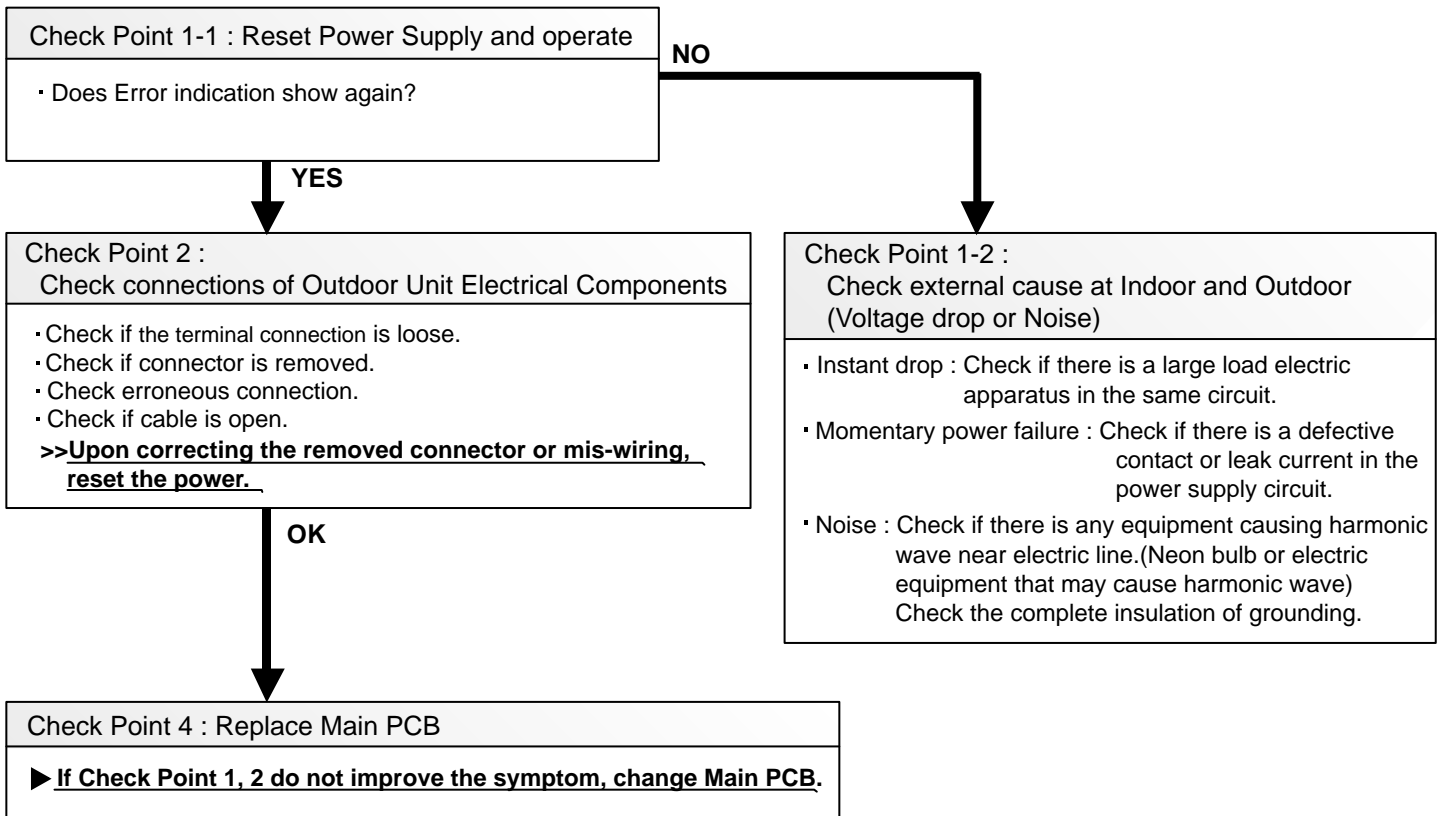 Check Point 1-1 : Reset Power Supply and operate
· Does Error indication show again?
NO
YES
Check Point 2 :
Check connections of Outdoor Unit Electrical Components
· Check if the terminal connection is loose.
· Check if connector is removed.
· Check erroneous connection.
· Check if cable is open.
>>Upon correcting the removed connector or mis-wiring,
reset the power.
Check Point 1-2 :
Check external cause at Indoor and Outdoor
(Voltage drop or Noise)
· Instant drop : Check if there is a large load electric
apparatus in the same circuit.
· Momentary power failure : Check if there is a defective
contact or leak current in the
power supply circuit.
· Noise : Check if there is any equipment causing harmonic
wave near electric line.(Neon bulb or electric
equipment that may cause harmonic wave)
Check the complete insulation of grounding.
OK
Check Point 4 : Replace Main PCB
▶ If Check Point 1, 2 do not improve the symptom, change Main PCB.